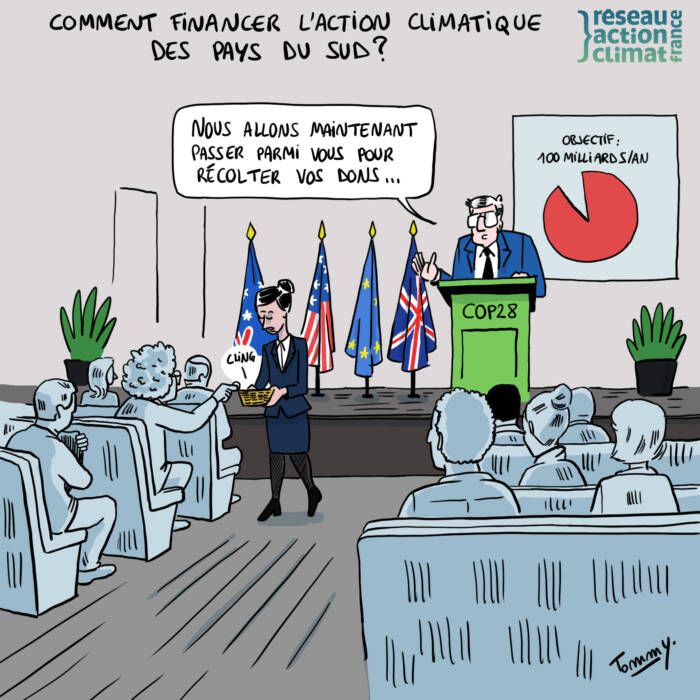 COMMENT FINANCER L'ACTION CLIMATIQUE
DES PAYS DU SUD?
réseau
action
climat
france
NOUS ALLONS MAINTENANT
PASSER PARMI VOUS POUR
RÉCOLTER VOS DONS...
OBJECTIF:
100 MILLIARDS/AN
COP28
CLING
Tommy.